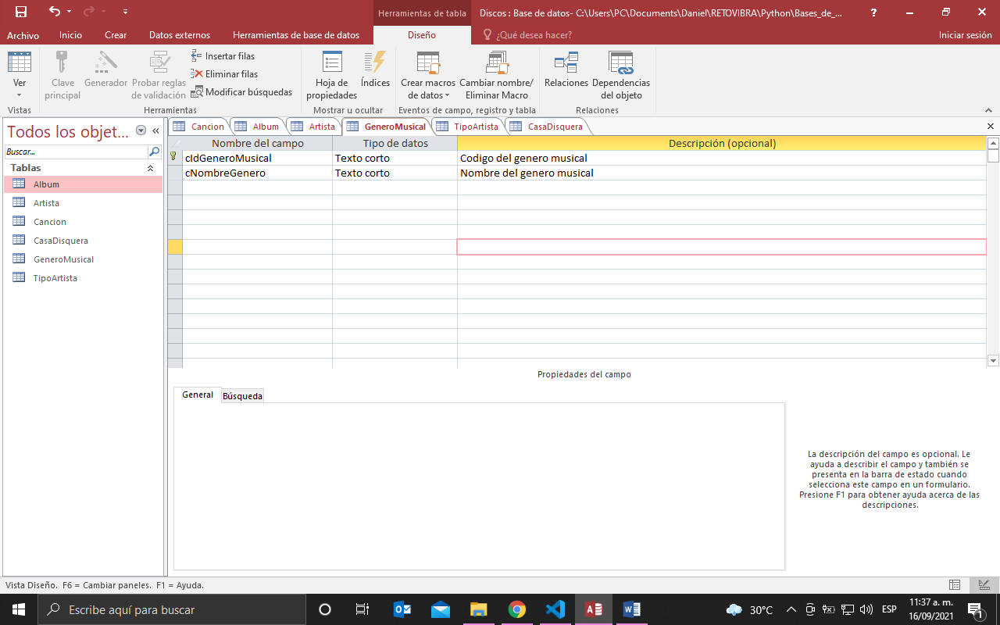 Herramientas de tabla
Discos : Base de datos- C:\Users\PC\Documents\Daniel\RETOVIBRA\Python\Bases_de_...
?
Archivo
Inicio
Crear
Datos externos
Herramientas de base de datos
Diseño
¿Qué desea hacer?
Iniciar sesión
Ver
Clave
principal
Generador
Probar reglas
de validación
Insertar filas
Eliminar filas
Modificar búsquedas
Hoja de
propiedades
Índices
Crear macros
de datos
Cambiar nombre/
Eliminar Macro
Relaciones
Dependencias
del objeto
Vistas
Herramientas
Mostrar u ocultar
Eventos de campo, registro y tabla
Relaciones
Todos los objet...
Buscar...
Tablas
Album
Artista
Cancion
CasaDisquera
GeneroMusical
TipoArtista
Cancion
Album
Artista
GeneroMusical
TipoArtista
CasaDisquera
Nombre del campo
Tipo de datos
Descripción (opcional)
cIdGeneroMusical
Texto corto
Codigo del genero musical
cNombreGenero
Texto corto
Nombre del genero musical
Propiedades del campo
General
Búsqueda
La descripción del campo es opcional. Le
ayuda a describir el campo y también se
presenta en la barra de estado cuando
selecciona este campo en un formulario.
Presione F1 para obtener ayuda acerca de las
descripciones.
Vista Diseño.  F6 = Cambiar paneles.  F1 = Ayuda.
Escribe aquí para buscar
30°C
ESP
11:37 a. m.
16/09/2021
1